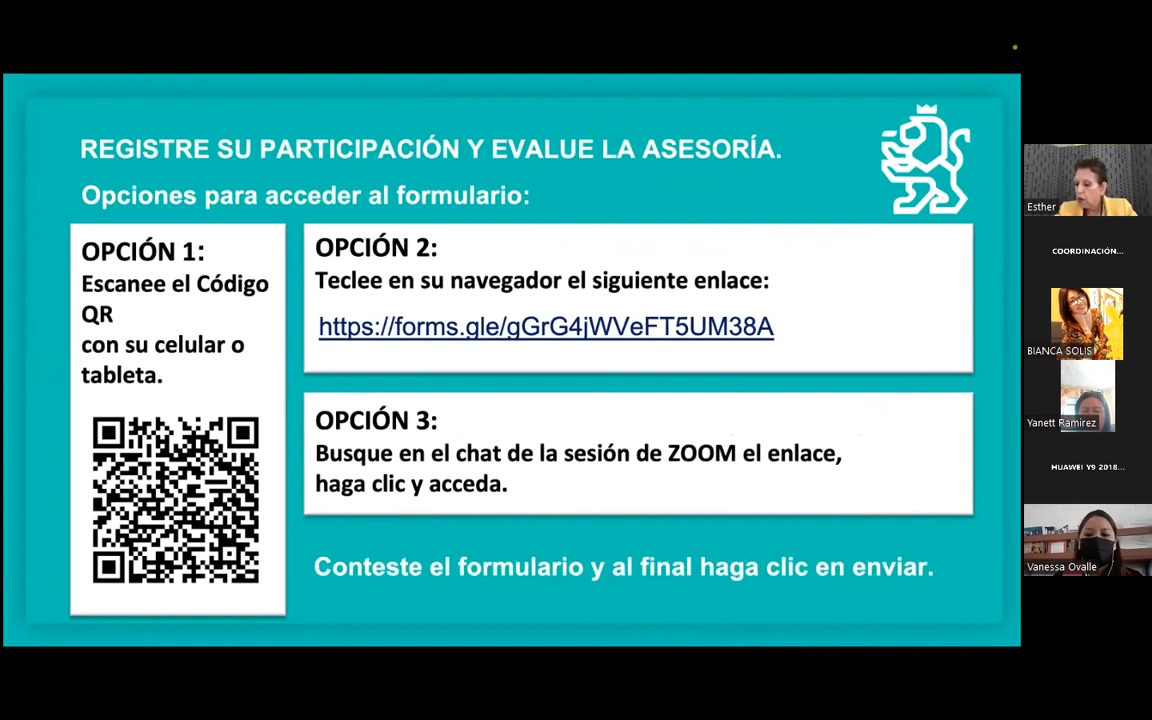 REGISTRE SU PARTICIPACIÓN Y EVALUE LA ASESORÍA.
Opciones para acceder al formulario:
OPCIÓN 1:
Escanee el Código
QR
con su celular o
tableta.
OPCIÓN 2:
Teclee en su navegador el siguiente enlace:
https://forms.gle/gGrG4jWVeFT5UM38A
OPCIÓN 3:
Busque en el chat de la sesión de ZOOM el enlace,
haga clic y acceda.
Conteste el formulario y al final haga clic en enviar.
Esther
COORDINACIÓN...
BIANCA SOLIS
Yanett Ramirez
HUAWEI Y9 2018...
Vanessa Ovalle